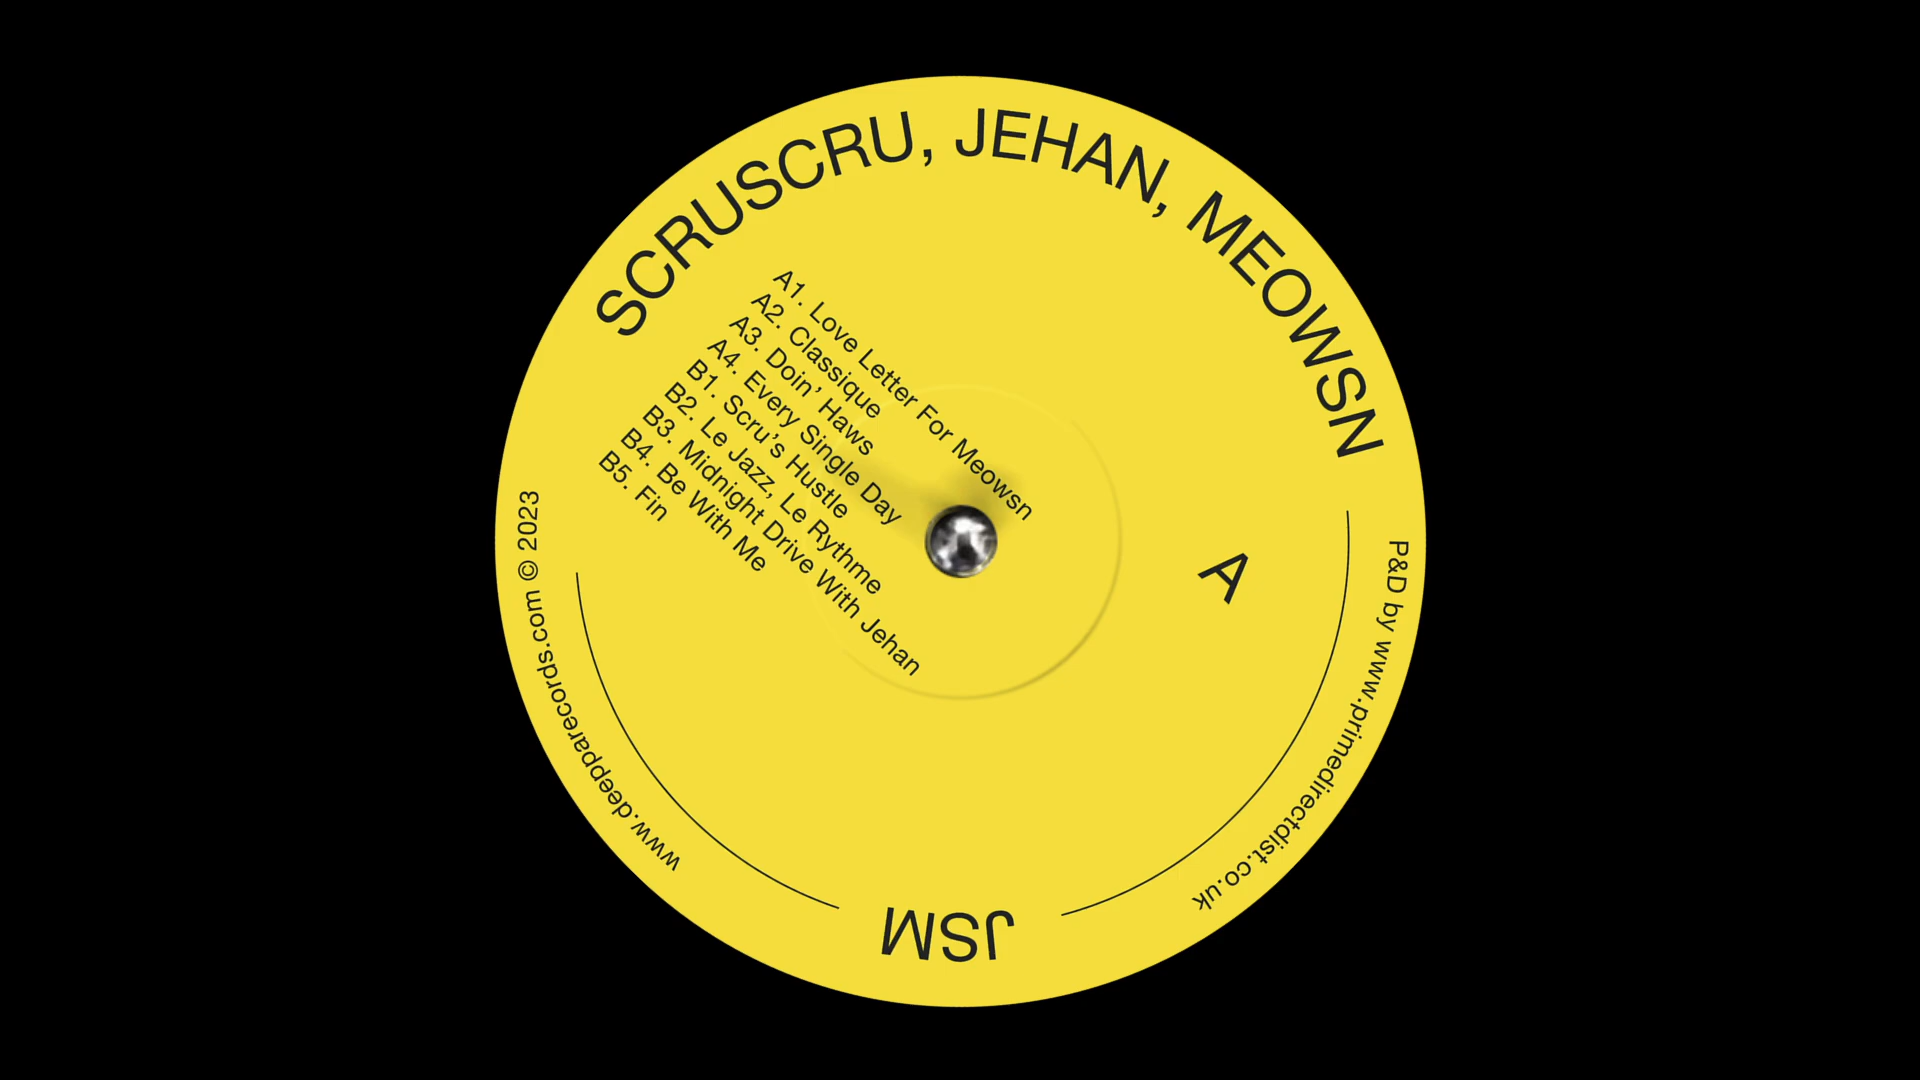 SCRUSCRU, JEHAN, MEOWSN
A1. Love Letter For Meowsn
A2. Classique
A3. Doin’ Haws
A4. Every Single Day
B1. Scru’s Hustle
B2. Le Jazz, Le Rythme
B3. Midnight Drive With Jehan
B4. Be With Me
B5. Fin
A
P&D by www.primedirectdist.co.uk
JSM
www.deepparecords.com © 2023